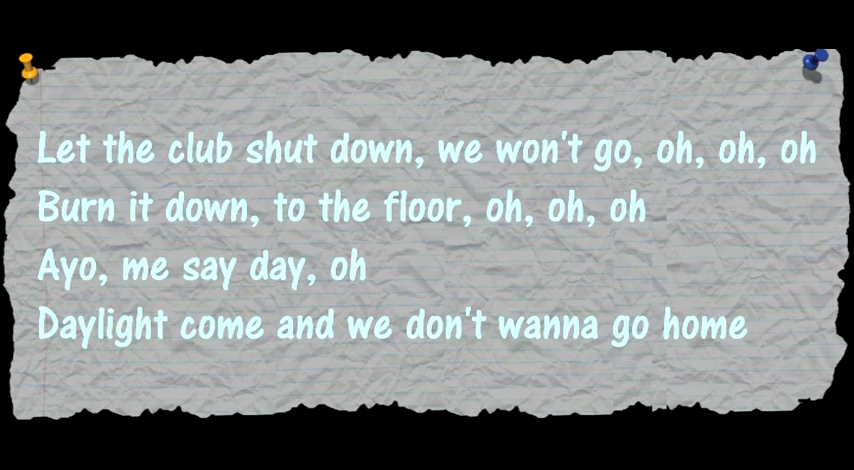 Let the club shut down, we won't go, oh, oh, oh
Burn it down, to the floor, oh, oh, oh
Ayo, me say day, oh
Daylight come and we don't wanna go home